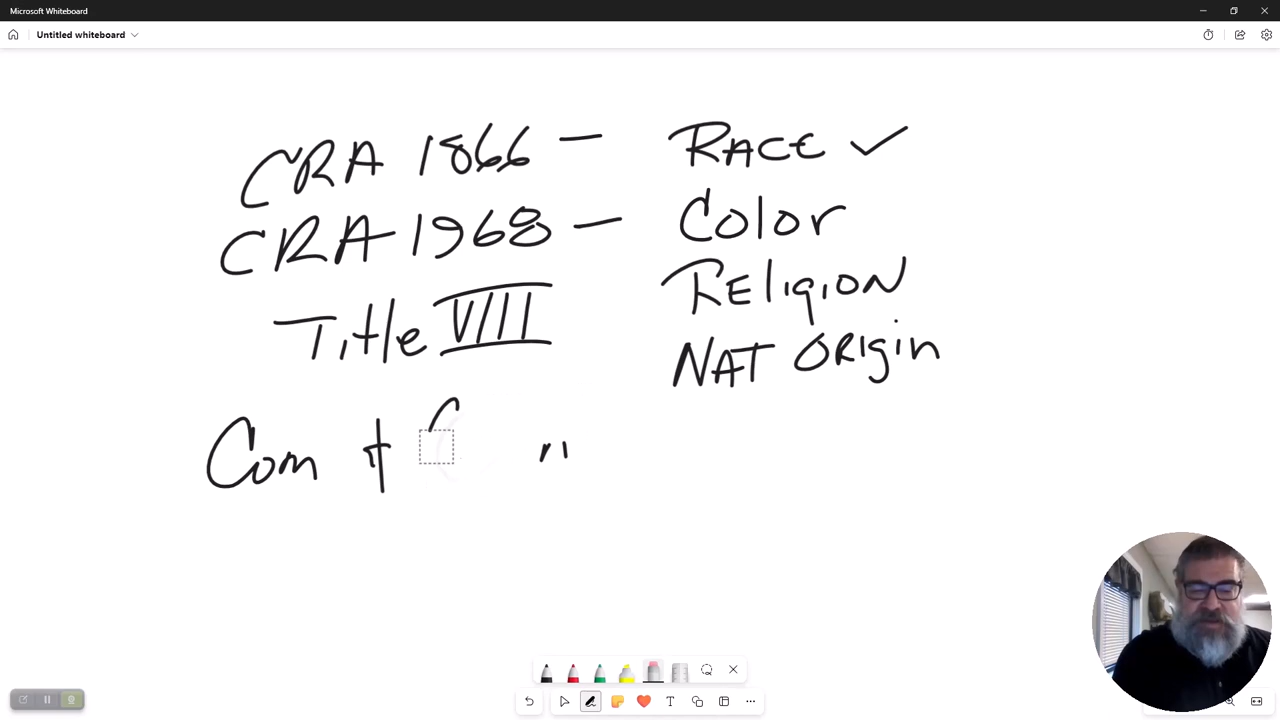 Microsoft Whiteboard
Untitled whiteboard
CRA 1866 — RACE ✓
CRA 1968 — Color
Title VIII Religion
NAT ORigin
Com &
T